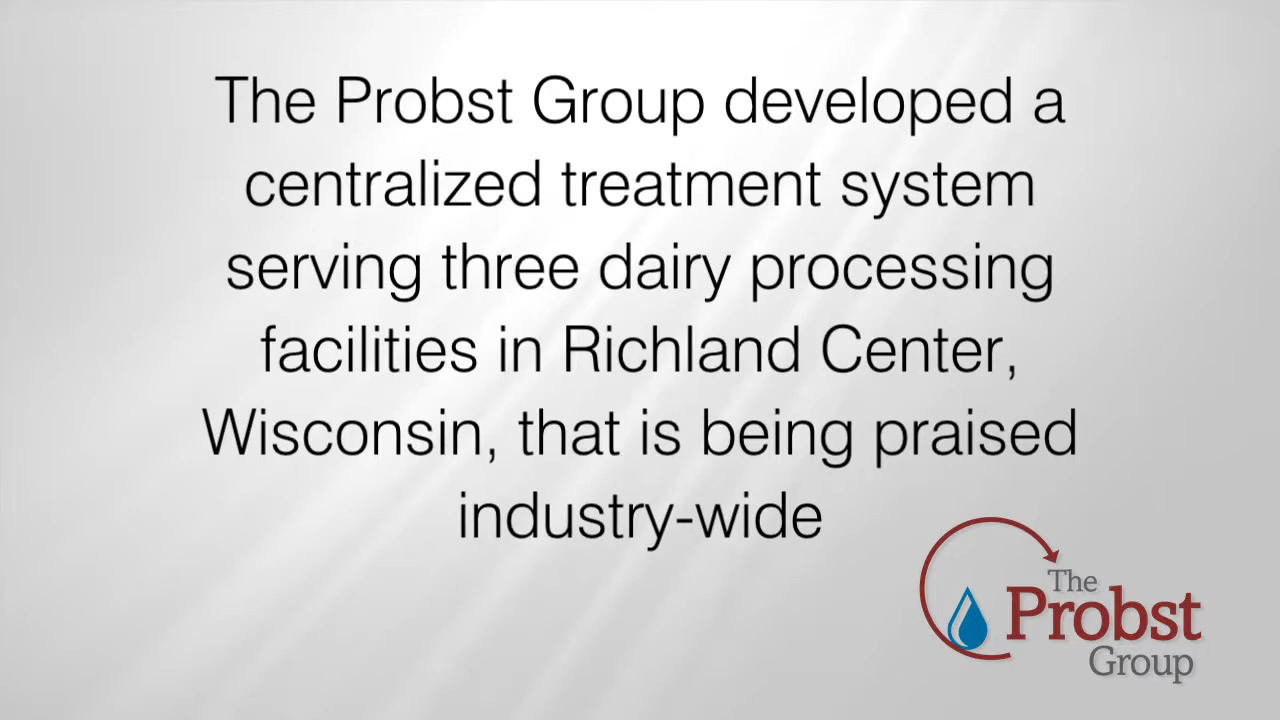 The Probst Group developed a
centralized treatment system
serving three dairy processing
facilities in Richland Center,
Wisconsin, that is being praised
industry-wide
The
Probst
Group